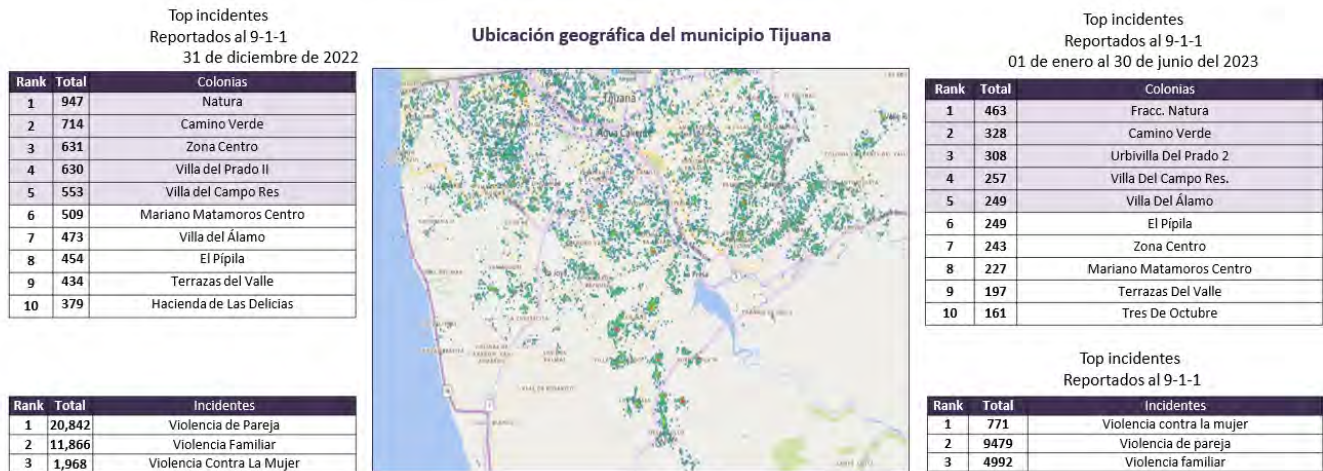 Top incidentes
Reportados al 9-1-1
31 de diciembre de 2022
Rank Total Colonias
1 947 Natura
2 714 Camino Verde
3 631 Zona Centro
4 630 Villa del Prado II
5 553 Villa del Campo Res
6 509 Mariano Matamoros Centro
7 473 Villa del Álamo
8 454 El Pípila
9 434 Terrazas del Valle
10 379 Hacienda de Las Delicias
Rank Total Incidentes
1 20,842 Violencia de Pareja
2 11,866 Violencia Familiar
3 1,968 Violencia Contra La Mujer
Ubicación geográfica del municipio Tijuana
Tijuana
Agua Caliente
La Joya
La Presa
Top incidentes
Reportados al 9-1-1
01 de enero al 30 de junio del 2023
Rank Total Colonias
1 463 Fracc. Natura
2 328 Camino Verde
3 308 Urbivilla Del Prado 2
4 257 Villa Del Campo Res.
5 249 Villa Del Álamo
6 249 El Pípila
7 243 Zona Centro
8 227 Mariano Matamoros Centro
9 197 Terrazas Del Valle
10 161 Tres De Octubre
Top incidentes
Reportados al 9-1-1
Rank Total Incidentes
1 771 Violencia contra la mujer
2 9479 Violencia de pareja
3 4992 Violencia familiar